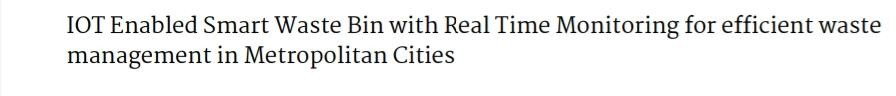 IOT Enabled Smart Waste Bin with Real Time Monitoring for efficient waste
management in Metropolitan Cities